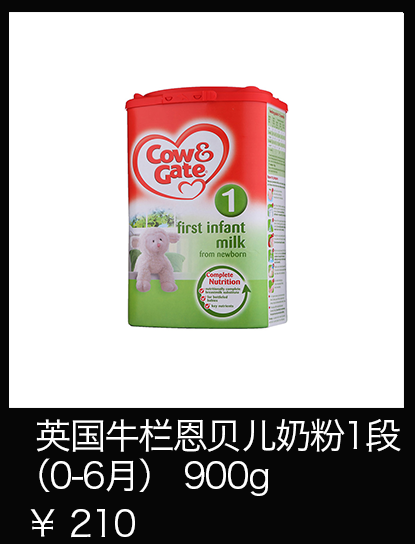 Cow&
Gate
1
first infant
milk
from newborn
Complete
Nutrition
英国牛栏恩贝儿奶粉1段
（0-6月） 900g
￥ 210